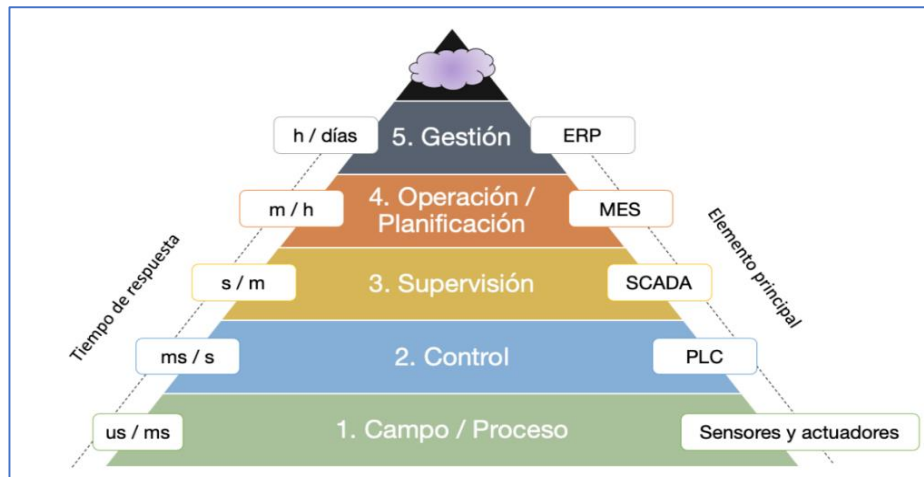 h / días
5. Gestión
ERP
m / h
4. Operación /
Planificación
MES
s / m
3. Supervisión
SCADA
ms / s
2. Control
PLC
us / ms
1. Campo / Proceso
Sensores y actuadores
Tiempo de respuesta
Elemento principal